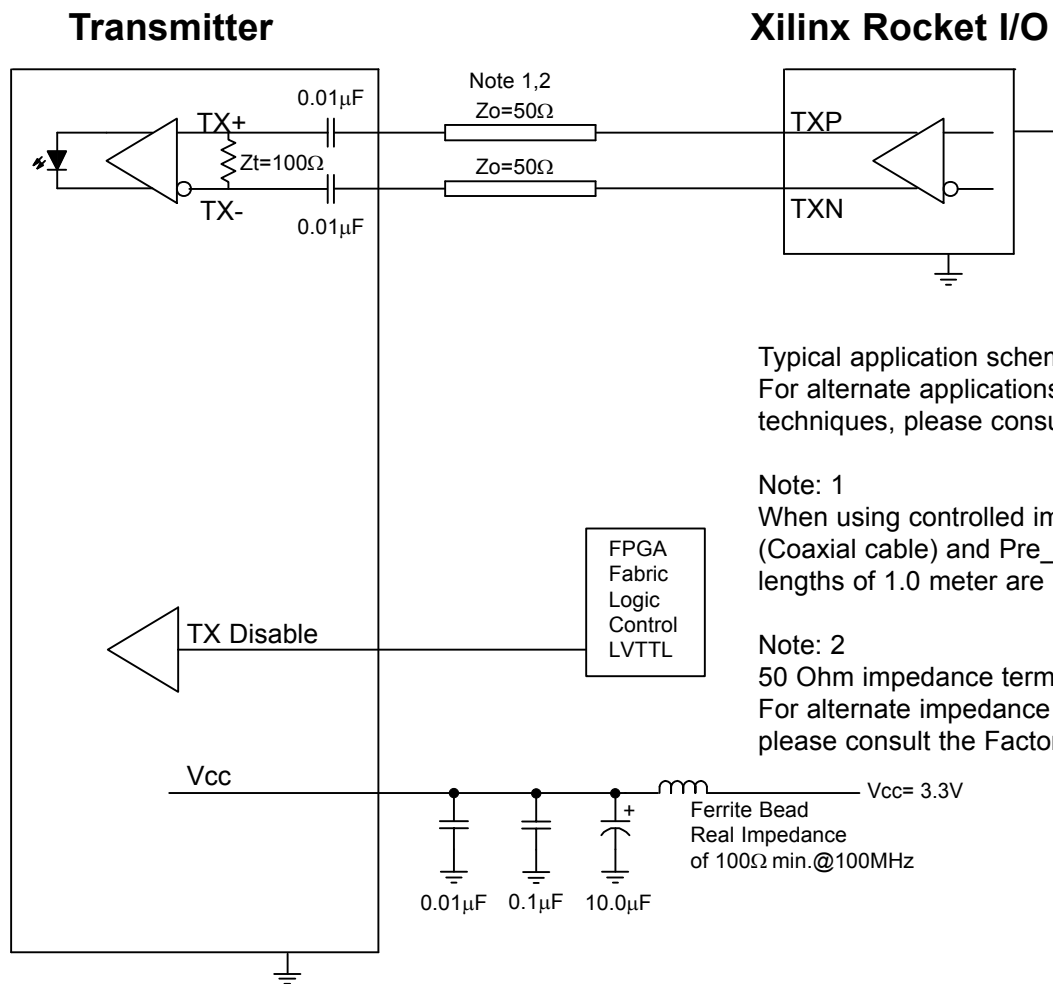 Transmitter
Xilinx Rocket I/O
Note 1,2
0.01μF
Zo=50Ω
TX+
TXP
Zt=100Ω
Zo=50Ω
TX-
TXN
0.01μF
Typical application schem
For alternate applications
techniques, please consu
Note: 1
When using controlled im
(Coaxial cable) and Pre_
lengths of 1.0 meter are
FPGA
Fabric
Logic
Control
LVTTL
TX Disable
Note: 2
50 Ohm impedance term
For alternate impedance
please consult the Facto
Vcc
Vcc= 3.3V
+
Ferrite Bead
Real Impedance
of 100Ω min.@100MHz
0.01μF 0.1μF 10.0μF